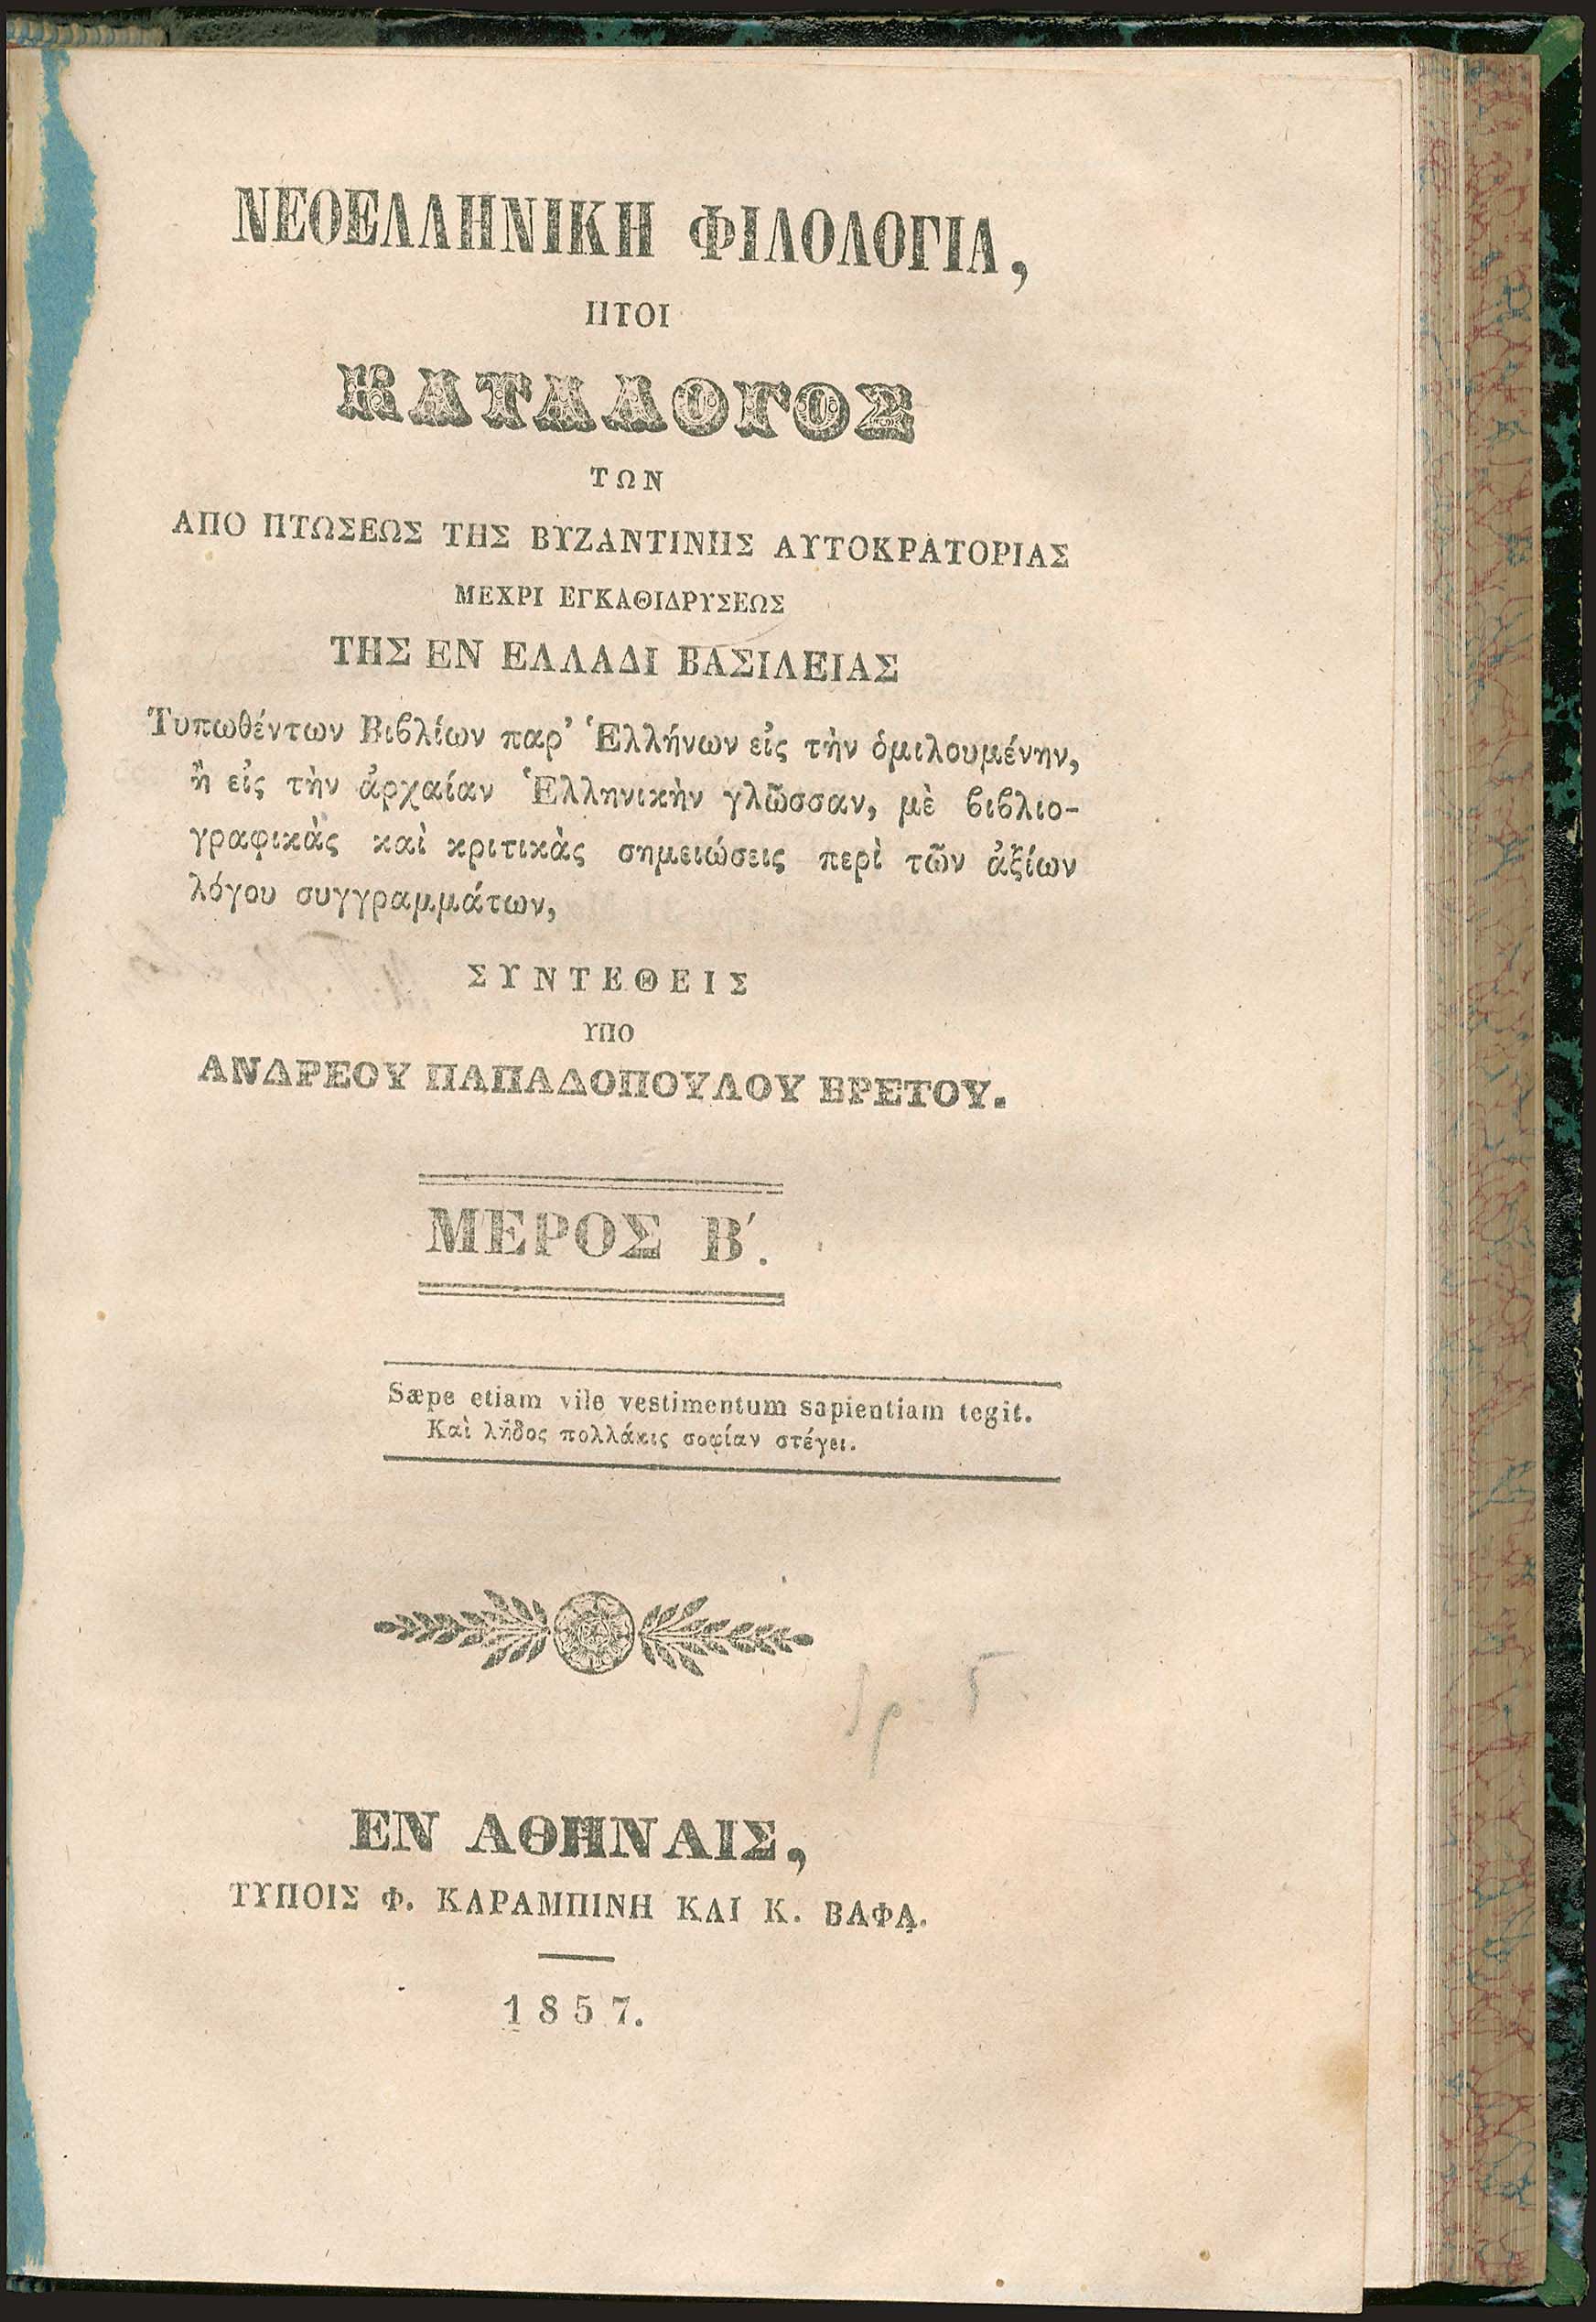 ΝΕΟΕΛΛΗΝΙΚΗ ΦΙΛΟΛΟΓΙΑ,
ΗΤΟΙ
ΚΑΤΑΛΟΓΟΣ
ΤΩΝ
ΑΠΟ ΠΤΩΣΕΩΣ ΤΗΣ ΒΥΖΑΝΤΙΝΗΣ ΑΥΤΟΚΡΑΤΟΡΙΑΣ
ΜΕΧΡΙ ΕΓΚΑΘΙΔΡΥΣΕΩΣ
ΤΗΣ ΕΝ ΕΛΛΑΔΙ ΒΑΣΙΛΕΙΑΣ
Τυπωθέντων Βιβλίων παρ' Ἑλλήνων εἰς τὴν ὁμιλουμένην,
ἢ εἰς τὴν ἀρχαίαν Ἑλληνικὴν γλῶσσαν, μὲ βιβλιο-
γραφικὰς καὶ κριτικὰς σημειώσεις περὶ τῶν ἀξίων
λόγου συγγραμμάτων,
ΣΥΝΤΕΘΕΙΣ
ΥΠΟ
ΑΝΔΡΕΟΥ ΠΑΠΑΔΟΠΟΥΛΟΥ ΒΡΕΤΟΥ.
ΜΕΡΟΣ Β´.
Sæpe etiam vile vestimentum sapientiam tegit.
Καὶ λῆδος πολλάκις σοφίαν στέγει.
ΕΝ ΑΘΗΝΑΙΣ,
ΤΥΠΟΙΣ Φ. ΚΑΡΑΜΠΙΝΗ ΚΑΙ Κ. ΒΑΦΑ.
1857.